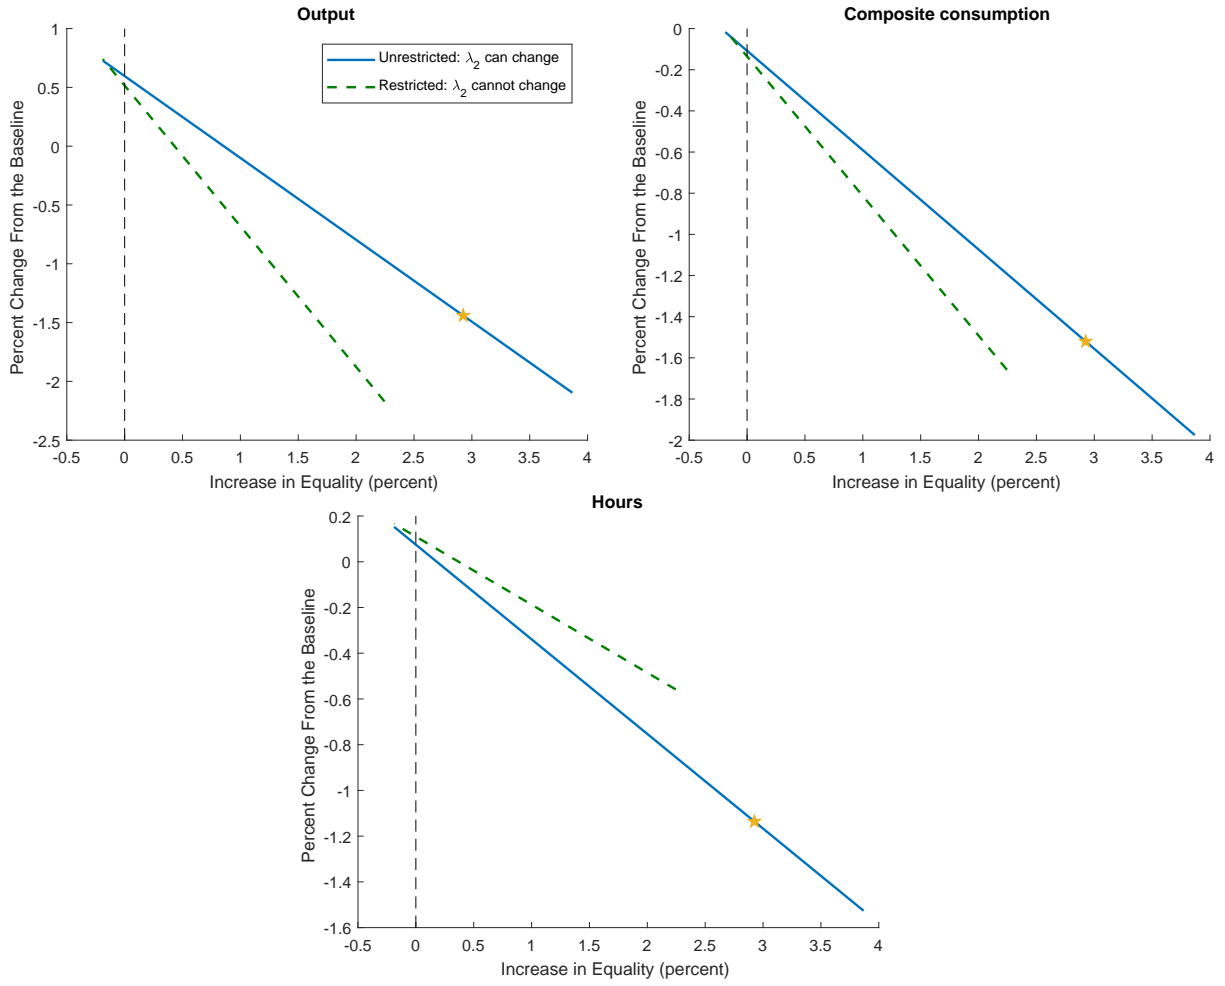 Output
Percent Change From the Baseline
1
0.5
0
-0.5
-1
-1.5
-2
-2.5
Unrestricted: λ2 can change
Restricted: λ2 cannot change
-0.5 0 0.5 1 1.5 2 2.5 3 3.5 4
Increase in Equality (percent)
Composite consumption
Percent Change From the Baseline
0
-0.2
-0.4
-0.6
-0.8
-1
-1.2
-1.4
-1.6
-1.8
-2
-0.5 0 0.5 1 1.5 2 2.5 3 3.5 4
Increase in Equality (percent)
Hours
Percent Change From the Baseline
0.2
0
-0.2
-0.4
-0.6
-0.8
-1
-1.2
-1.4
-1.6
-0.5 0 0.5 1 1.5 2 2.5 3 3.5 4
Increase in Equality (percent)